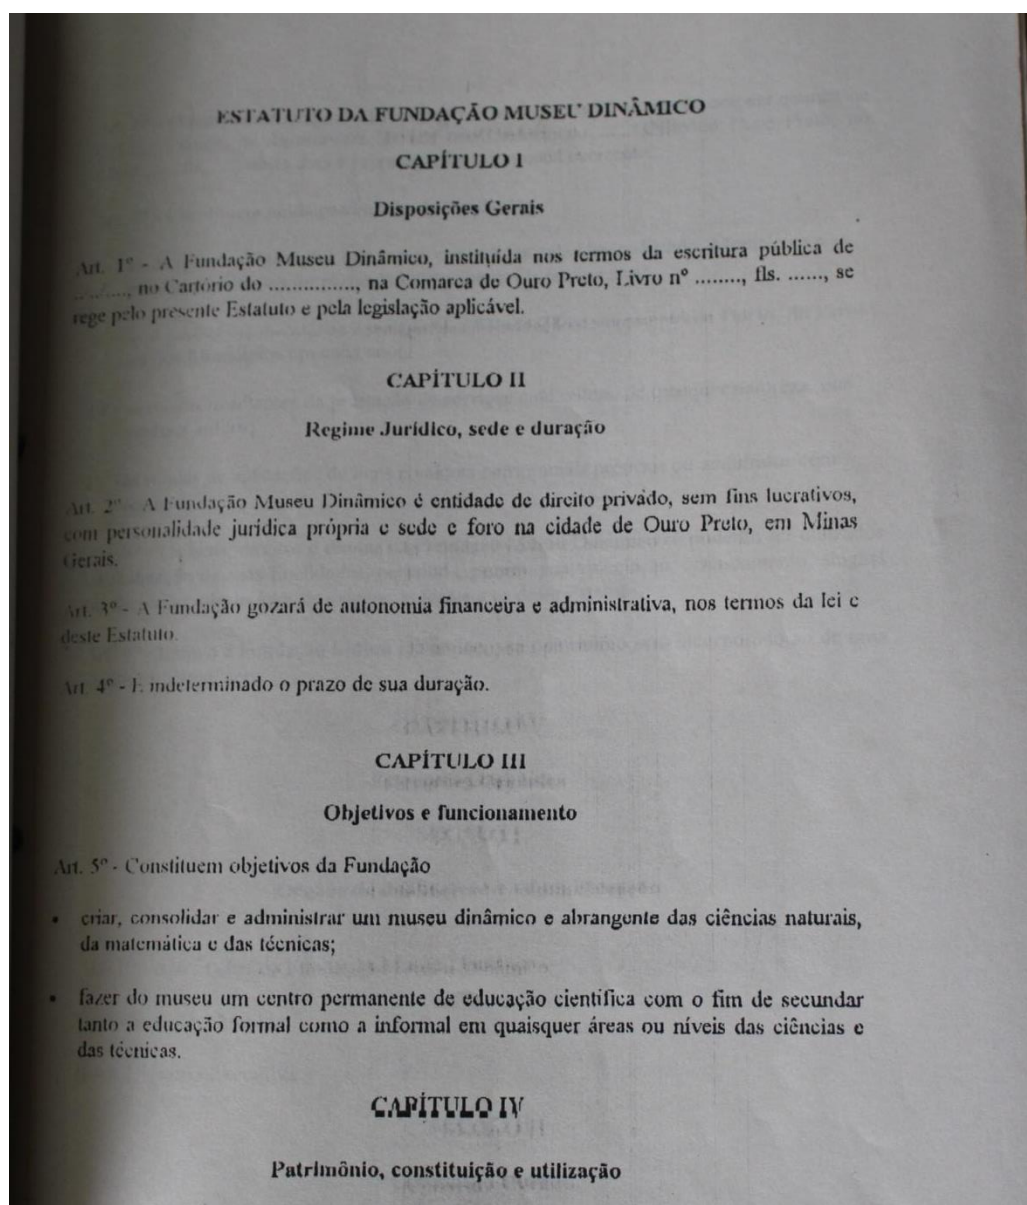 ESTATUTO DA FUNDAÇÃO MUSEU DINÂMICO
CAPÍTULO I
Disposições Gerais
Art. 1º - A Fundação Museu Dinâmico, instituída nos termos da escritura pública de
........., no Cartório do ..............., na Comarca de Ouro Preto, Livro nº ........, fls. ......, se
rege pelo presente Estatuto e pela legislação aplicável.
CAPÍTULO II
Regime Jurídico, sede e duração
Art. 2º - A Fundação Museu Dinâmico é entidade de direito privado, sem fins lucrativos,
com personalidade jurídica própria e sede e foro na cidade de Ouro Preto, em Minas
Gerais.
Art. 3º - A Fundação gozará de autonomia financeira e administrativa, nos termos da lei e
deste Estatuto.
Art. 4º - É indeterminado o prazo de sua duração.
CAPÍTULO III
Objetivos e funcionamento
Art. 5º - Constituem objetivos da Fundação
• criar, consolidar e administrar um museu dinâmico e abrangente das ciências naturais,
da matemática e das técnicas;
• fazer do museu um centro permanente de educação científica com o fim de secundar
tanto a educação formal como a informal em quaisquer áreas ou níveis das ciências e
das técnicas.
CAPÍTULO IV
Patrimônio, constituição e utilização